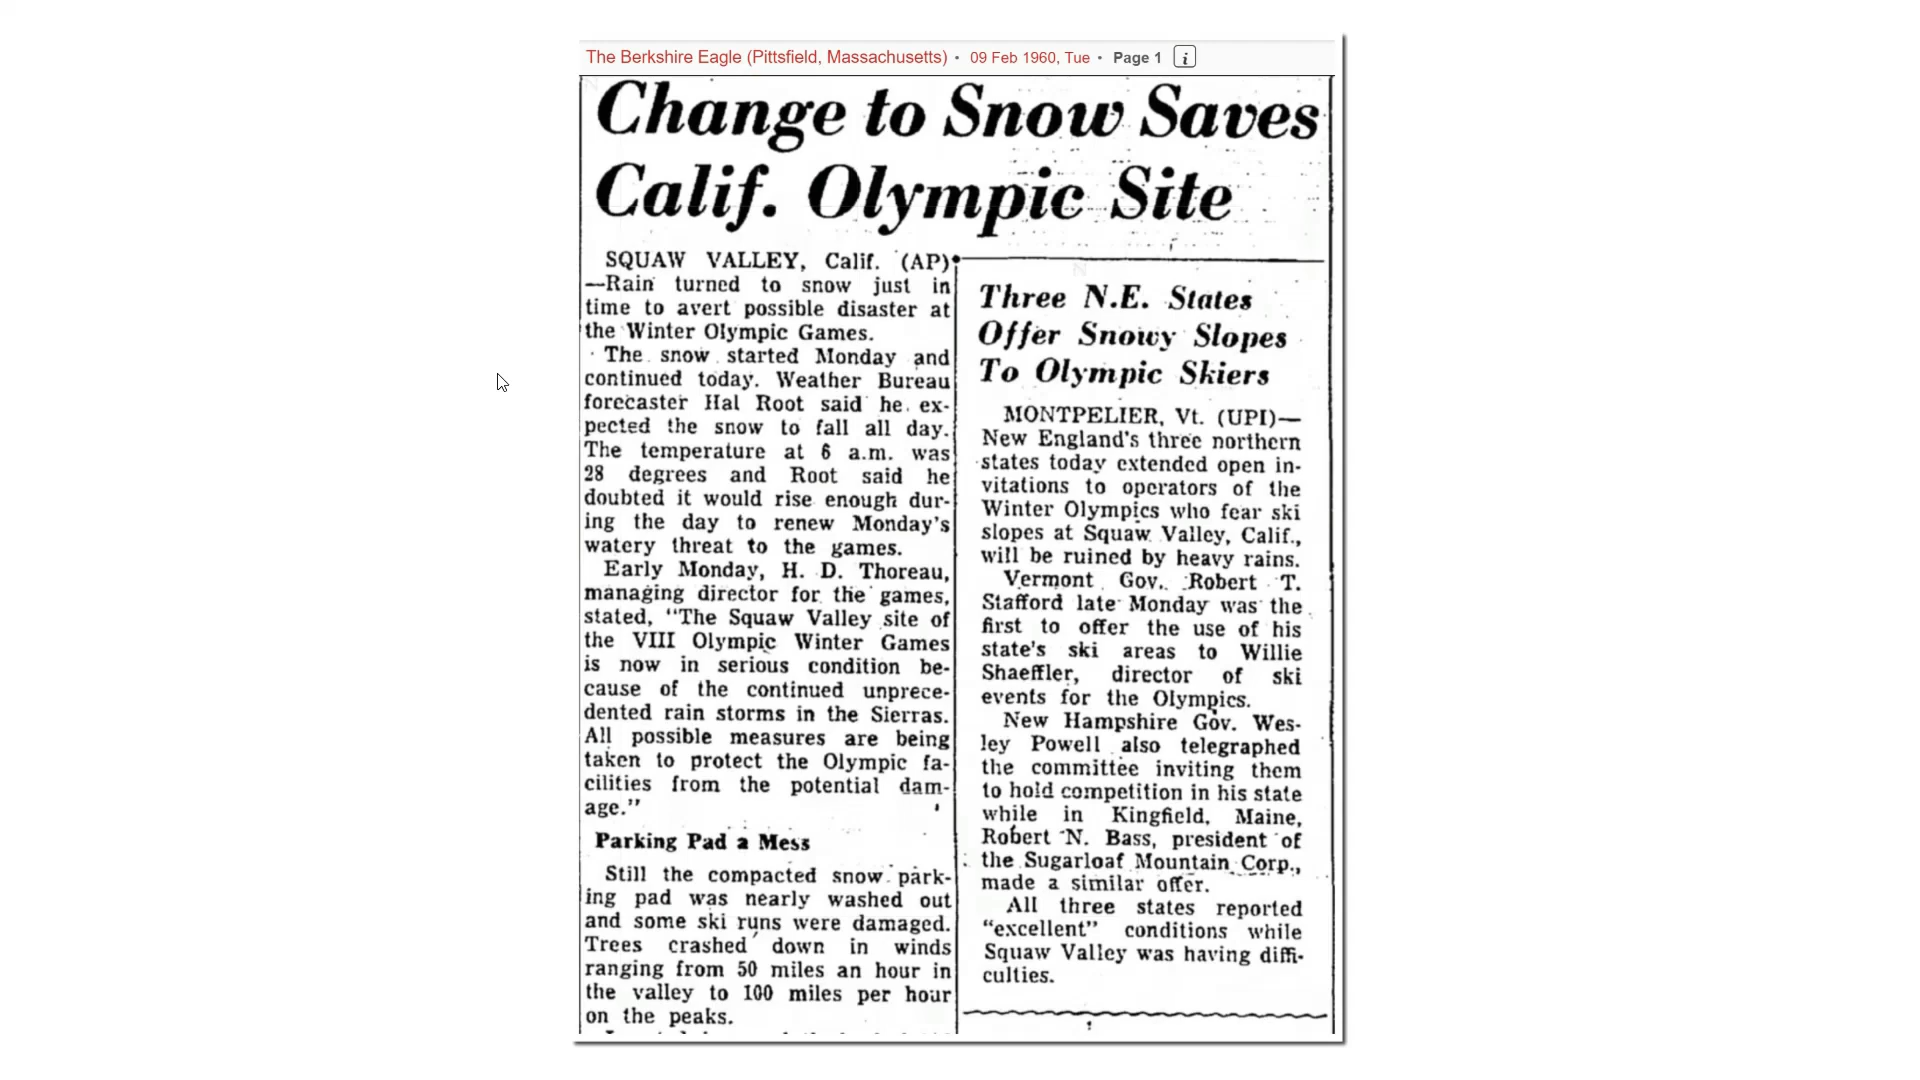 The Berkshire Eagle (Pittsfield, Massachusetts) · 09 Feb 1960, Tue · Page 1
Change to Snow Saves
Calif. Olympic Site
SQUAW VALLEY, Calif. (AP)
—Rain turned to snow just in
time to avert possible disaster at
the Winter Olympic Games.
The snow started Monday and
continued today. Weather Bureau
forecaster Hal Root said he ex-
pected the snow to fall all day.
The temperature at 6 a.m. was
28 degrees and Root said he
doubted it would rise enough dur-
ing the day to renew Monday's
watery threat to the games.
Early Monday, H. D. Thoreau,
managing director for the games,
stated, "The Squaw Valley site of
the VIII Olympic Winter Games
is now in serious condition be-
cause of the continued unprece-
dented rain storms in the Sierras.
All possible measures are being
taken to protect the Olympic fa-
cilities from the potential dam-
age."
Parking Pad a Mess
Still the compacted snow park-
ing pad was nearly washed out
and some ski runs were damaged.
Trees crashed down in winds
ranging from 50 miles an hour in
the valley to 100 miles per hour
on the peaks.
Three N.E. States
Offer Snowy Slopes
To Olympic Skiers
MONTPELIER, Vt. (UPI)—
New England's three northern
states today extended open in-
vitations to operators of the
Winter Olympics who fear ski
slopes at Squaw Valley, Calif.,
will be ruined by heavy rains.
Vermont Gov. Robert T.
Stafford late Monday was the
first to offer the use of his
state's ski areas to Willie
Shaeffler, director of ski
events for the Olympics.
New Hampshire Gov. Wes-
ley Powell also telegraphed
the committee inviting them
to hold competition in his state
while in Kingfield, Maine,
Robert N. Bass, president of
the Sugarloaf Mountain Corp.,
made a similar offer.
All three states reported
"excellent" conditions while
Squaw Valley was having diffi-
culties.